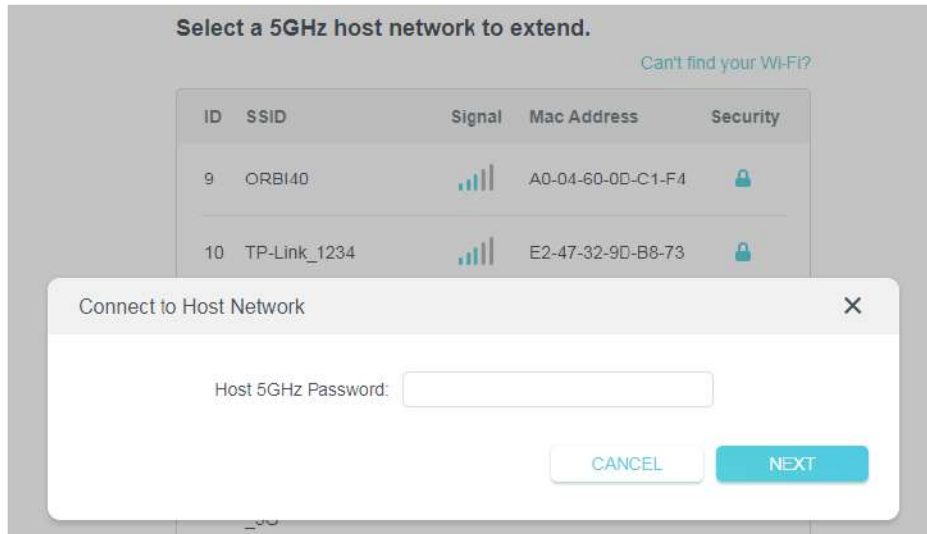 Select a 5GHz host network to extend.
Can't find your Wi-Fi?
ID SSID Signal Mac Address Security
9 ORBI40 A0-04-60-0D-C1-F4
10 TP-Link_1234 E2-47-32-9D-B8-73
Connect to Host Network
Host 5GHz Password:
CANCEL NEXT